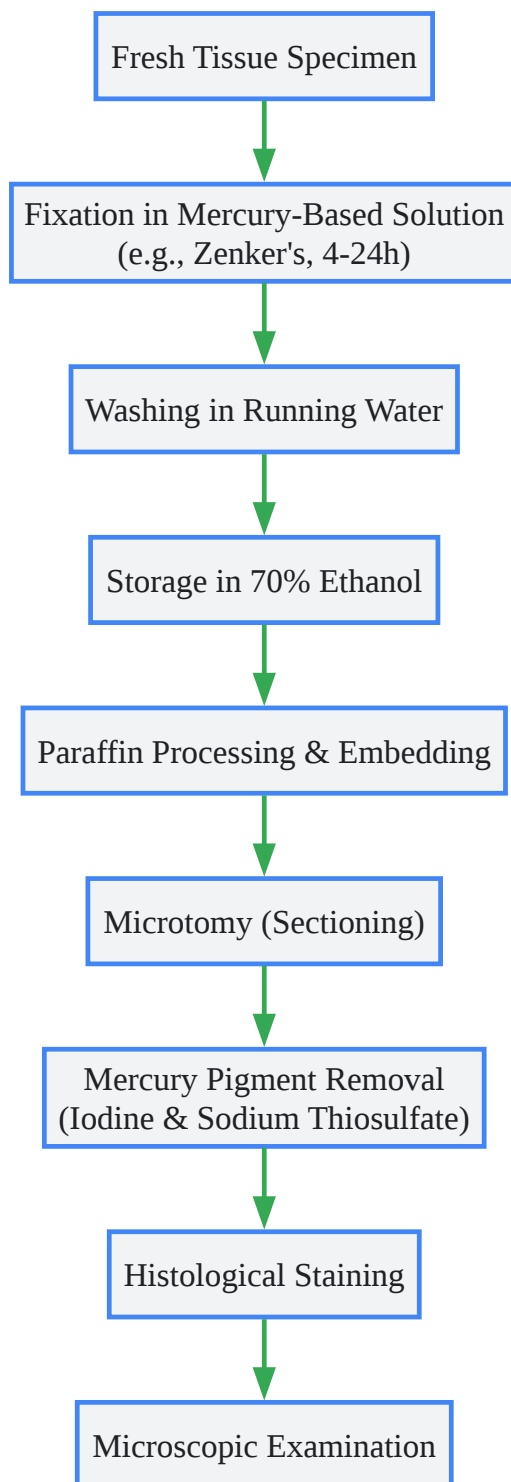 Fresh Tissue Specimen
Fixation in Mercury-Based Solution
(e.g., Zenker's, 4-24h)
Washing in Running Water
Storage in 70% Ethanol
Paraffin Processing & Embedding
Microtomy (Sectioning)
Mercury Pigment Removal
(Iodine & Sodium Thiosulfate)
Histological Staining
Microscopic Examination